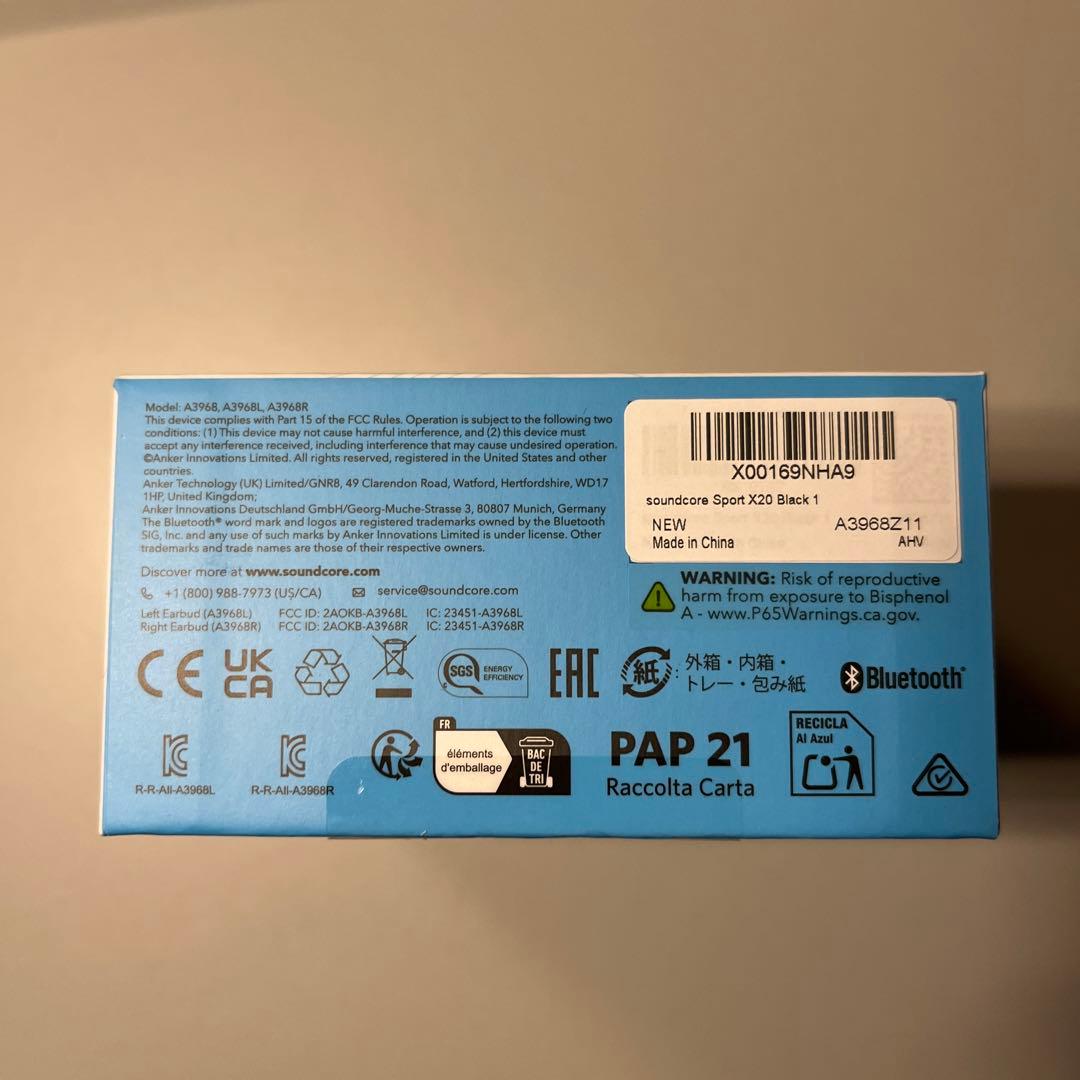 Model: A3968, A3968L, A3968R
This device complies with Part 15 of the FCC Rules. Operation is subject to the following two
conditions: (1) This device may not cause harmful interference, and (2) this device must
accept any interference received, including interference that may cause undesired operation.
©Anker Innovations Limited. All rights reserved, registered in the United States and other
countries.
Anker Technology (UK) Limited/GNR8, 49 Clarendon Road, Watford, Hertfordshire, WD17
1HP, United Kingdom;
Anker Innovations Deutschland GmbH/Georg-Muche-Strasse 3, 80807 Munich, Germany
The Bluetooth® word mark and logos are registered trademarks owned by the Bluetooth
SIG, Inc. and any use of such marks by Anker Innovations Limited is under license. Other
trademarks and trade names are those of their respective owners.
Discover more at www.soundcore.com
+1 (800) 988-7973 (US/CA) service@soundcore.com
Left Earbud (A3968L) FCC ID: 2AOKB-A3968L IC: 23451-A3968L
Right Earbud (A3968R) FCC ID: 2AOKB-A3968R IC: 23451-A3968R
X00169NHA9
soundcore Sport X20 Black 1
NEW A3968Z11
Made in China AHV
WARNING: Risk of reproductive
harm from exposure to Bisphenol
A - www.P65Warnings.ca.gov.
CE
UK
CA
SGS ENERGY
EFFICIENCY
EAC
紙 : 外箱・内箱・
トレー・包み紙
Bluetooth®
R-R-All-A3968L
R-R-All-A3968R
FR
éléments
d'emballage
BAC
DE
TRI
PAP 21
Raccolta Carta
RECICLA
Al Azul